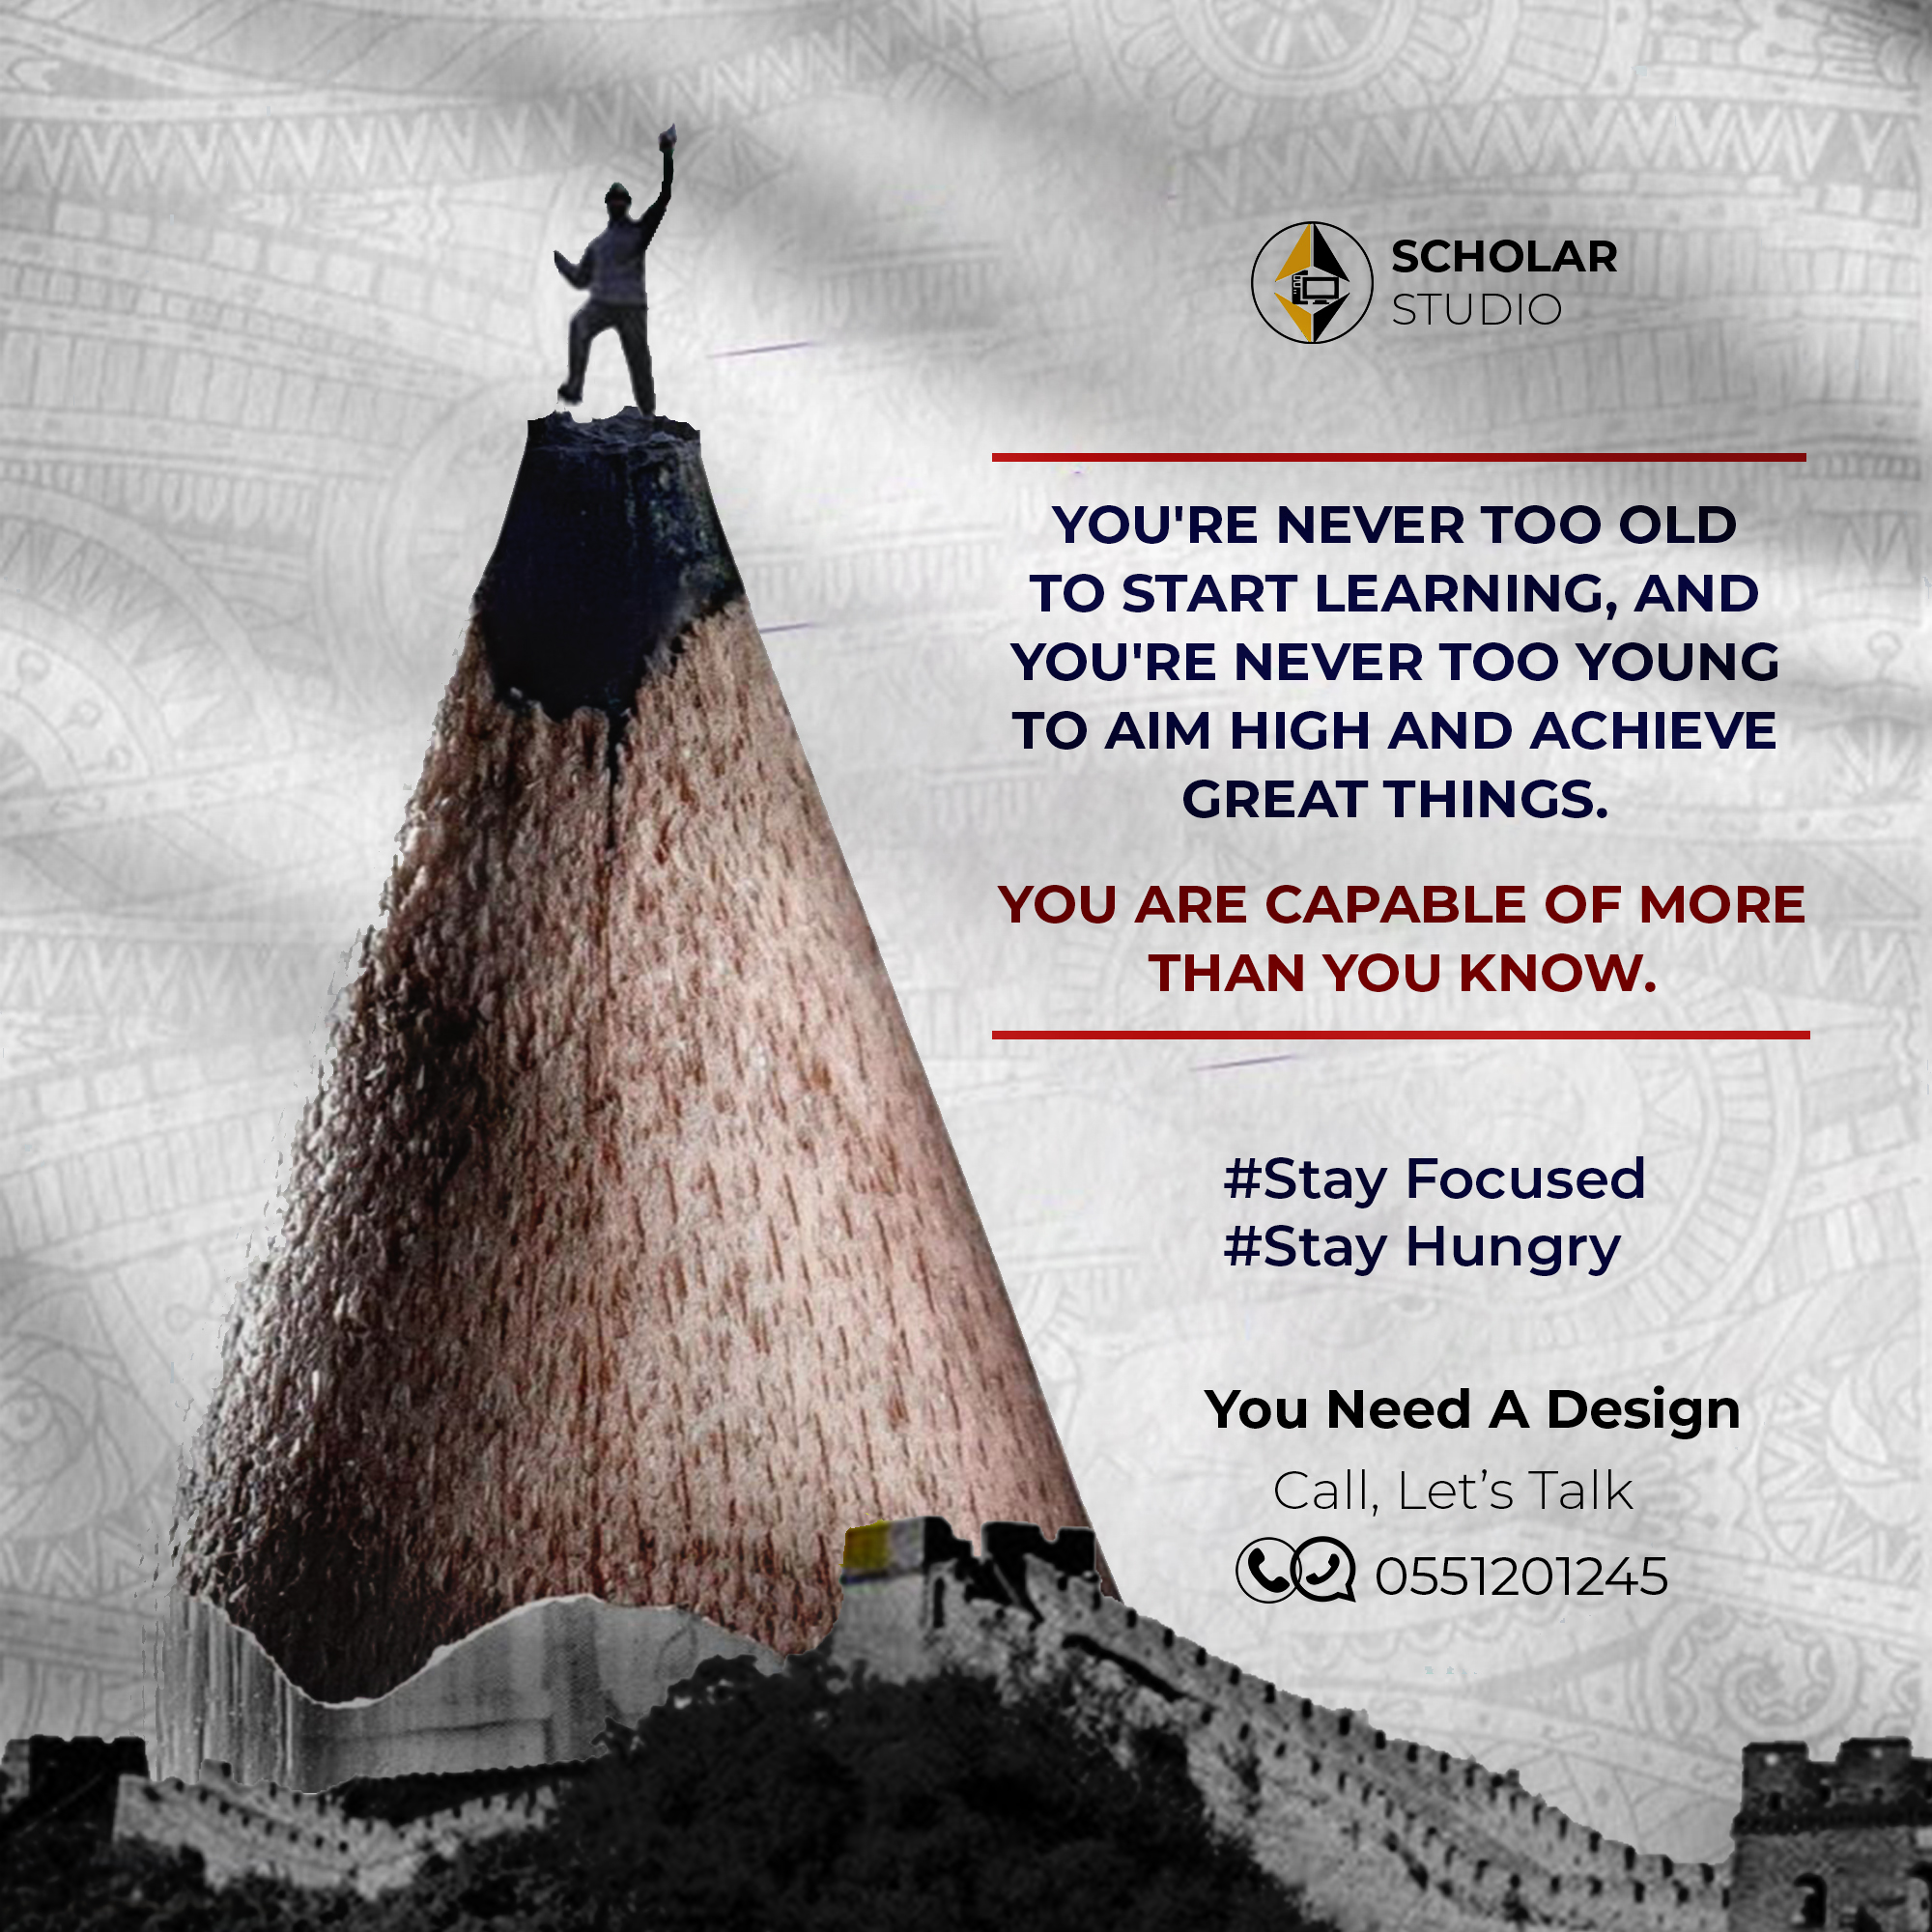 SCHOLAR
STUDIO
YOU'RE NEVER TOO OLD
TO START LEARNING, AND
YOU'RE NEVER TOO YOUNG
TO AIM HIGH AND ACHIEVE
GREAT THINGS.
YOU ARE CAPABLE OF MORE
THAN YOU KNOW.
#Stay Focused
#Stay Hungry
You Need A Design
Call, Let’s Talk
0551201245